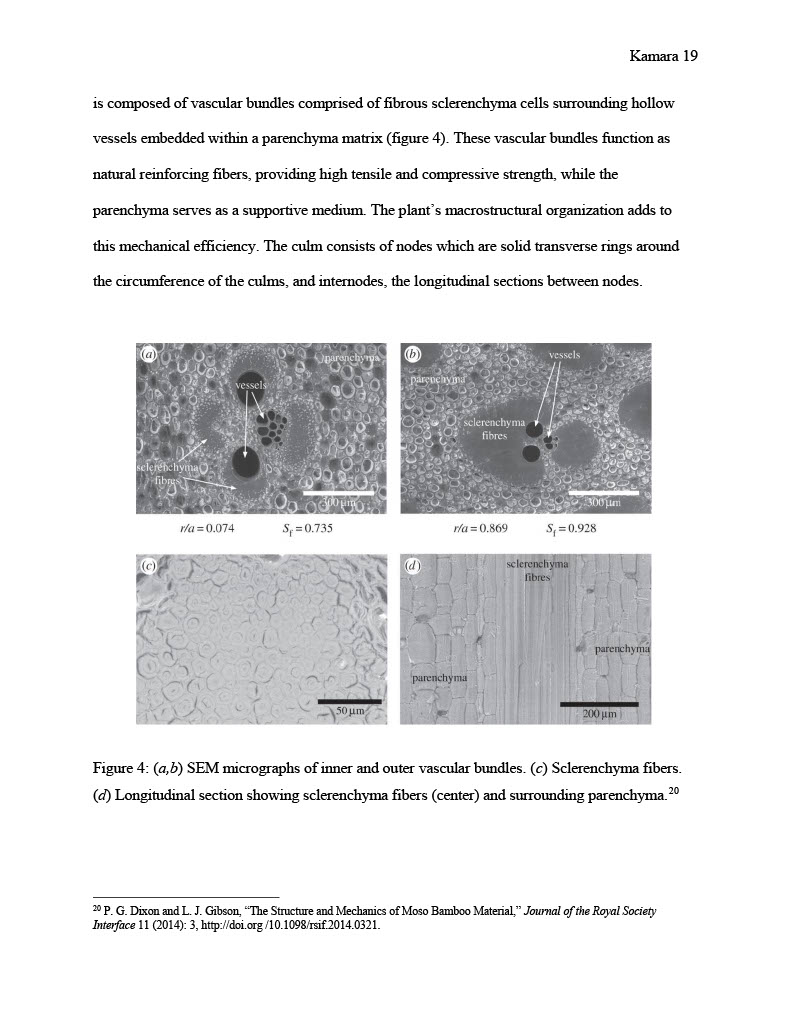 Kamara 19
is composed of vascular bundles comprised of fibrous sclerenchyma cells surrounding hollow
vessels embedded within a parenchyma matrix (figure 4). These vascular bundles function as
natural reinforcing fibers, providing high tensile and compressive strength, while the
parenchyma serves as a supportive medium. The plant’s macrostructural organization adds to
this mechanical efficiency. The culm consists of nodes which are solid transverse rings around
the circumference of the culms, and internodes, the longitudinal sections between nodes.
(a)
parenchyma
vessels
sclerenchyma
fibres
300 µm
(b)
vessels
parenchyma
sclerenchyma
fibres
300 µm
r/a = 0.074 Sf = 0.735
r/a = 0.869 Sf = 0.928
(c)
50 µm
(d)
sclerenchyma
fibres
parenchyma
parenchyma
200 µm
Figure 4: (a,b) SEM micrographs of inner and outer vascular bundles. (c) Sclerenchyma fibers.
(d) Longitudinal section showing sclerenchyma fibers (center) and surrounding parenchyma.20
20 P. G. Dixon and L. J. Gibson, “The Structure and Mechanics of Moso Bamboo Material,” Journal of the Royal Society
Interface 11 (2014): 3, http://doi.org /10.1098/rsif.2014.0321.